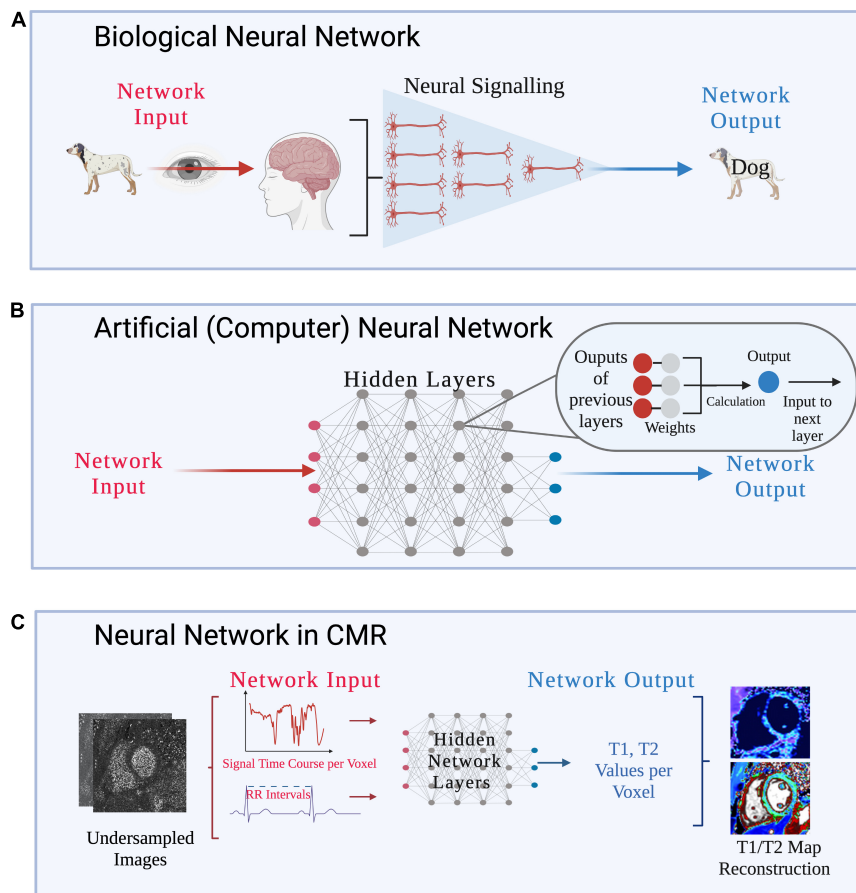 A
Biological Neural Network
Network
Input
Neural Signalling
Network
Output
Dog
B
Artificial (Computer) Neural Network
Hidden Layers
Network
Input
Ouputs
of
previous
layers
Weights
Calculation
Output
Input to
next
layer
Network
Output
C
Neural Network in CMR
Network Input
Signal Time Course per Voxel
RR Intervals
Undersampled
Images
Hidden
Network
Layers
Network Output
T1, T2
Values per
Voxel
T1/T2 Map
Reconstruction